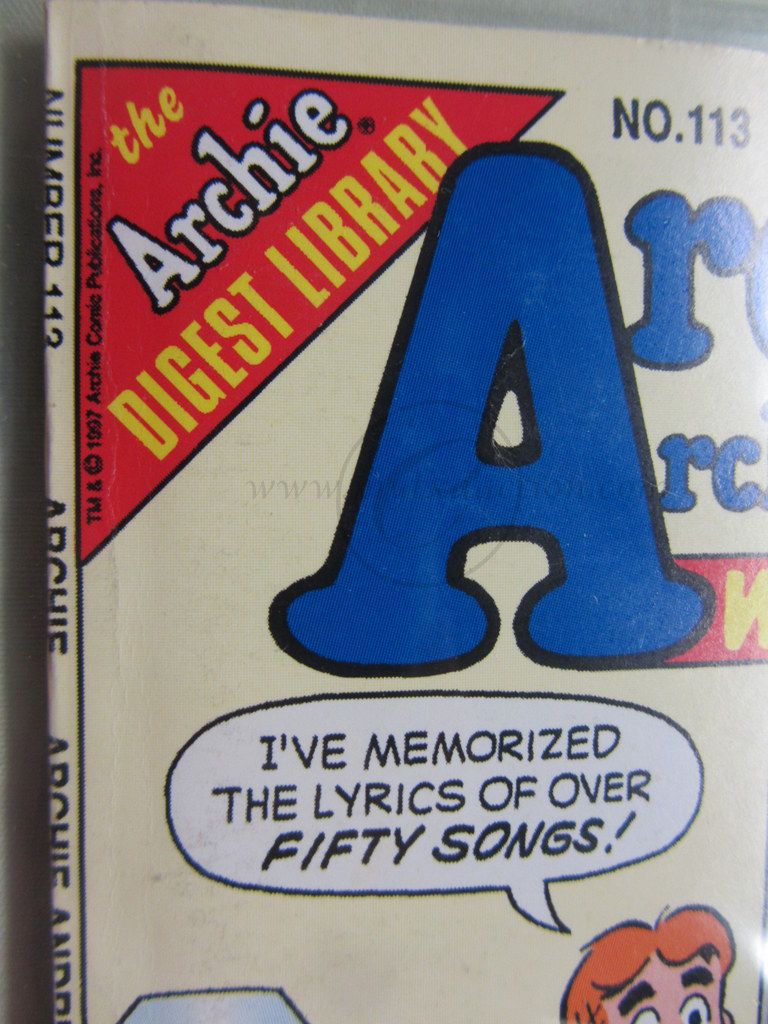 the
Archie®
DIGEST LIBRARY
NO.113
TM & © 1997 Archie Comic Publications, Inc.
I'VE MEMORIZED
THE LYRICS OF OVER
FIFTY SONGS!
ARCHIE